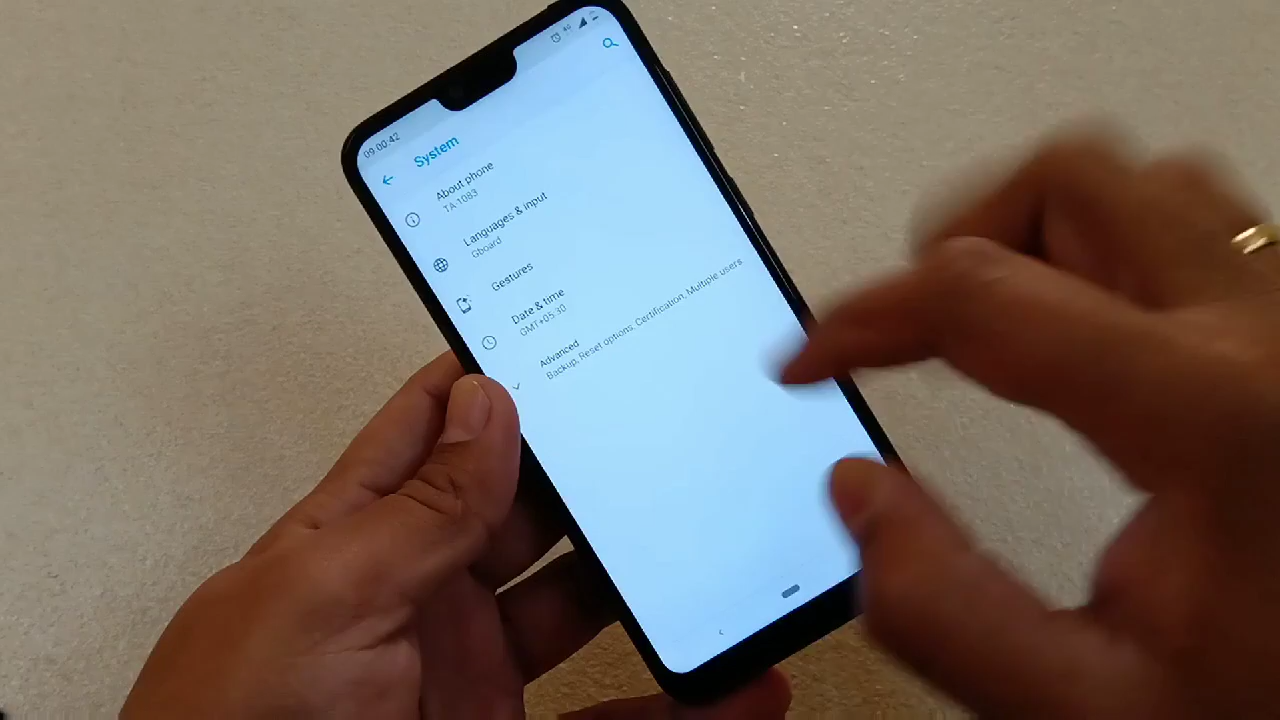 09:00:42
System
About phone
TA-1083
Languages & input
Gboard
Gestures
Date & time
GMT+05:30
Advanced
Backup, Reset options, Certification, Multiple users